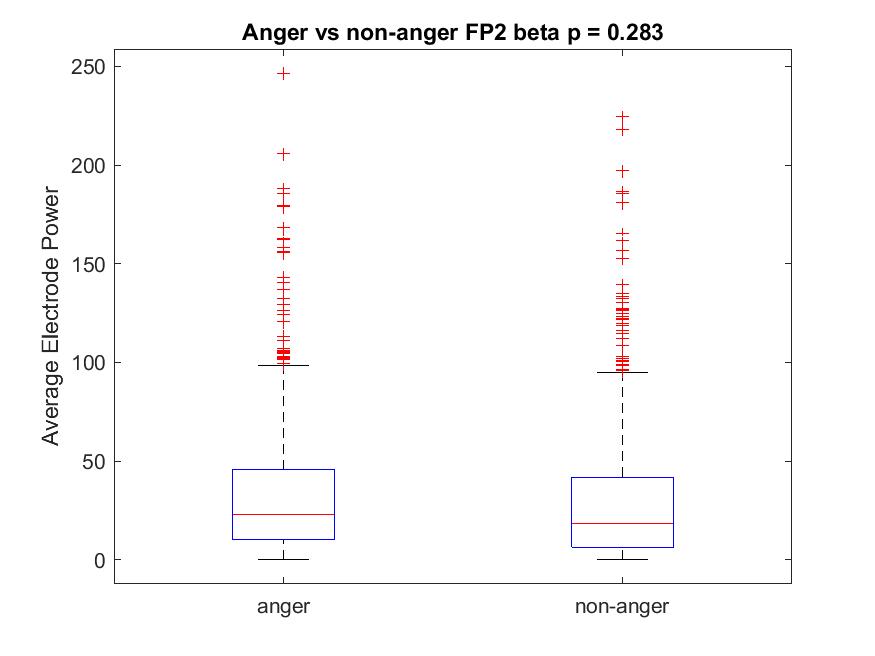 Anger vs non-anger FP2 beta p = 0.283
Average Electrode Power
250
200
150
100
50
0
anger
non-anger